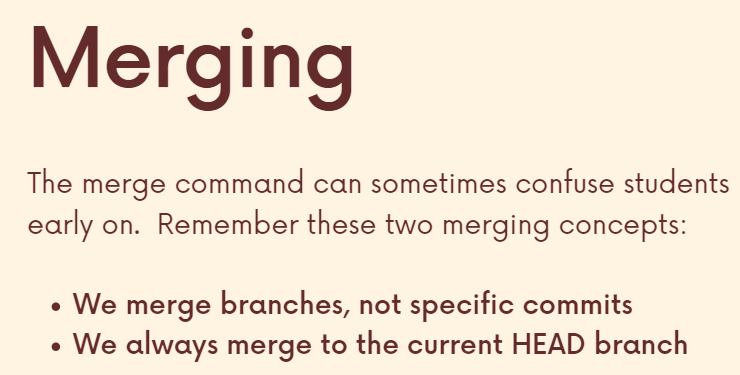 Merging
The merge command can sometimes confuse students
early on.  Remember these two merging concepts:
• We merge branches, not specific commits
• We always merge to the current HEAD branch